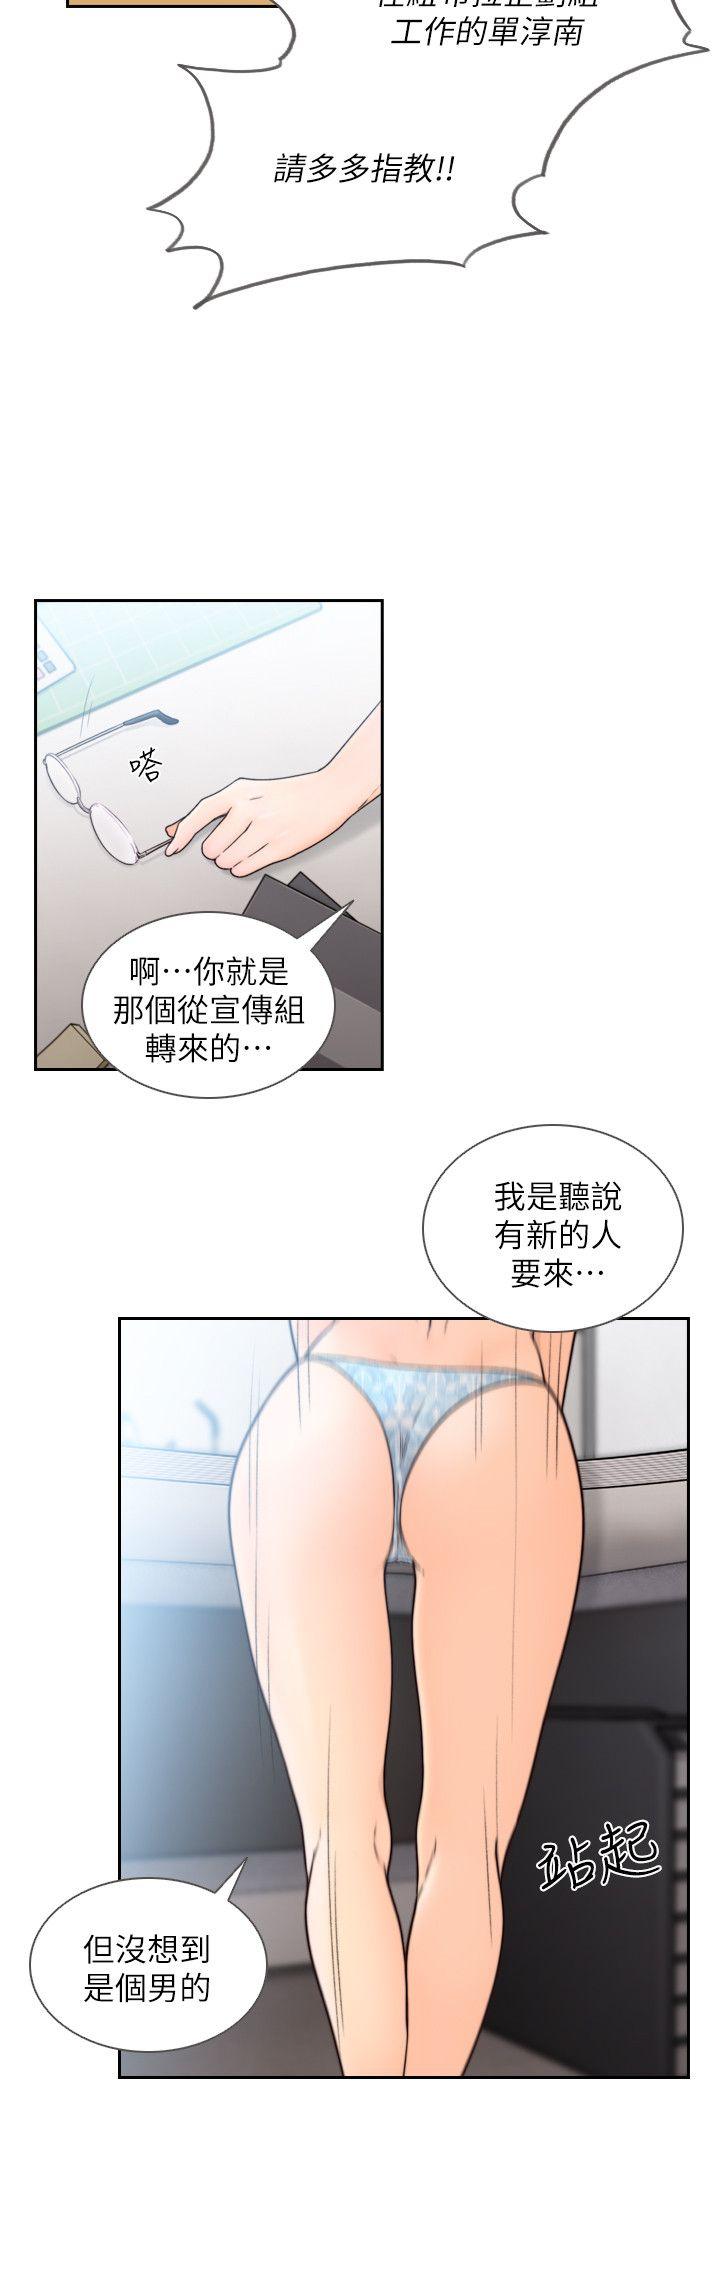 工作的單淳南
請多多指教!!
嗒
啊⋯你就是
那個從宣傳組
轉來的⋯
我是聽說
有新的人
要來⋯
站起
但沒想到
是個男的